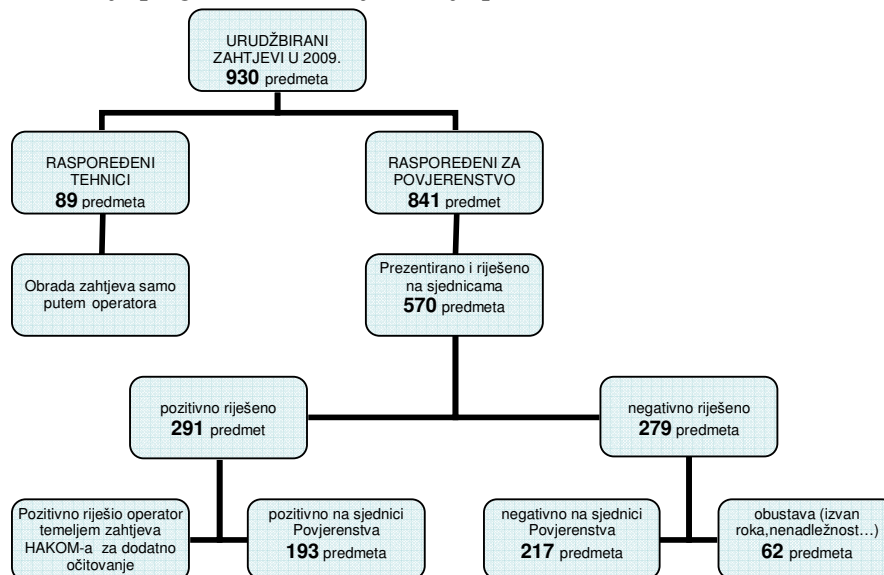 URUDŽBIRANI
ZAHTJEVI U 2009.
930 predmeta
RASPOREĐENI
TEHNICI
89 predmeta
RASPOREĐENI ZA
POVJERENSTVO
841 predmet
Obrada zahtjeva samo
putem operatora
Prezentirano i riješeno
na sjednicama
570 predmeta
pozitivno riješeno
291 predmet
negativno riješeno
279 predmeta
Pozitivno riješio operator
temeljem zahtjeva
HAKOM-a za dodatno
očitovanje
pozitivno na sjednici
Povjerenstva
193 predmeta
negativno na sjednici
Povjerenstva
217 predmeta
obustava (izvan
roka,nenadležnost…)
62 predmeta